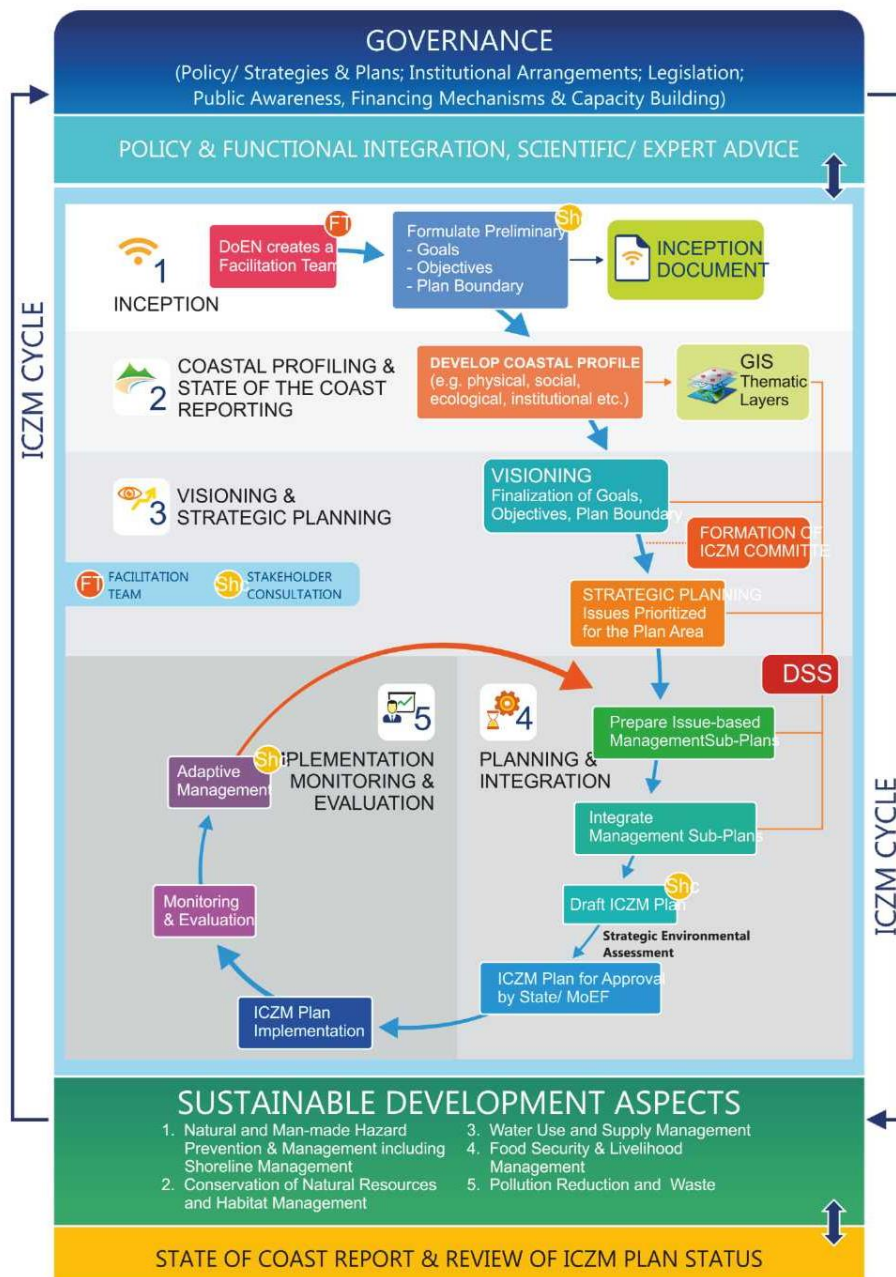 GOVERNANCE
(Policy/ Strategies & Plans; Institutional Arrangements; Legislation;
Public Awareness, Financing Mechanisms & Capacity Building)
POLICY & FUNCTIONAL INTEGRATION, SCIENTIFIC/ EXPERT ADVICE
ICZM CYCLE
1
INCEPTION
DoEN creates a
Facilitation Team
FT
Formulate Preliminary
- Goals
- Objectives
- Plan Boundary
Shc
INCEPTION
DOCUMENT
2
COASTAL PROFILING &
STATE OF THE COAST
REPORTING
DEVELOP COASTAL PROFILE
(e.g. physical, social,
ecological, institutional etc.)
GIS
Thematic
Layers
3
VISIONING &
STRATEGIC PLANNING
VISIONING
Finalization of Goals,
Objectives, Plan Boundary
FORMATION OF
ICZM COMMITTE
FT
FACILITATION
TEAM
Shc
STAKEHOLDER
CONSULTATION
STRATEGIC PLANNING
Issues Prioritized
for the Plan Area
DSS
5
IPLEMENTATION
MONITORING &
EVALUATION
4
PLANNING &
INTEGRATION
Prepare Issue-based
ManagementSub-Plans
Integrate
Management Sub-Plans
Shc
Draft ICZM Plan
Strategic Environmental
Assessment
ICZM Plan for Approval
by State/ MoEF
ICZM Plan
Implementation
Monitoring
& Evaluation
Shc
Adaptive
Management
ICZM CYCLE
SUSTAINABLE DEVELOPMENT ASPECTS
1. Natural and Man-made Hazard
Prevention & Management including
Shoreline Management
2. Conservation of Natural Resources
and Habitat Management
3. Water Use and Supply Management
4. Food Security & Livelihood
Management
5. Pollution Reduction and Waste
STATE OF COAST REPORT & REVIEW OF ICZM PLAN STATUS